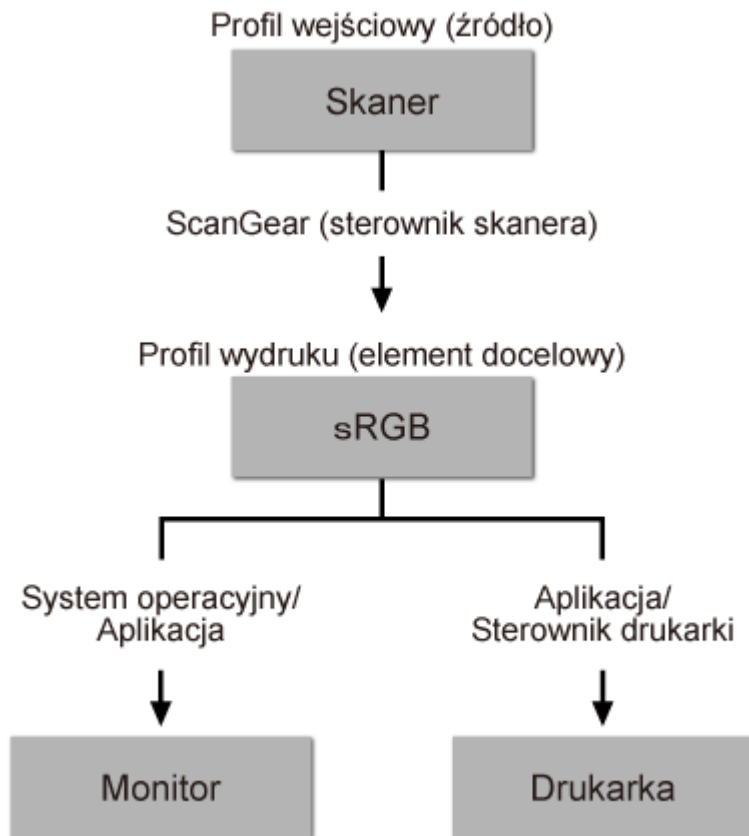 Profil wejściowy (źródło)
Skaner
ScanGear (sterownik skanera)
Profil wydruku (element docelowy)
sRGB
System operacyjny/
Aplikacja
Aplikacja/
Sterownik drukarki
Monitor
Drukarka